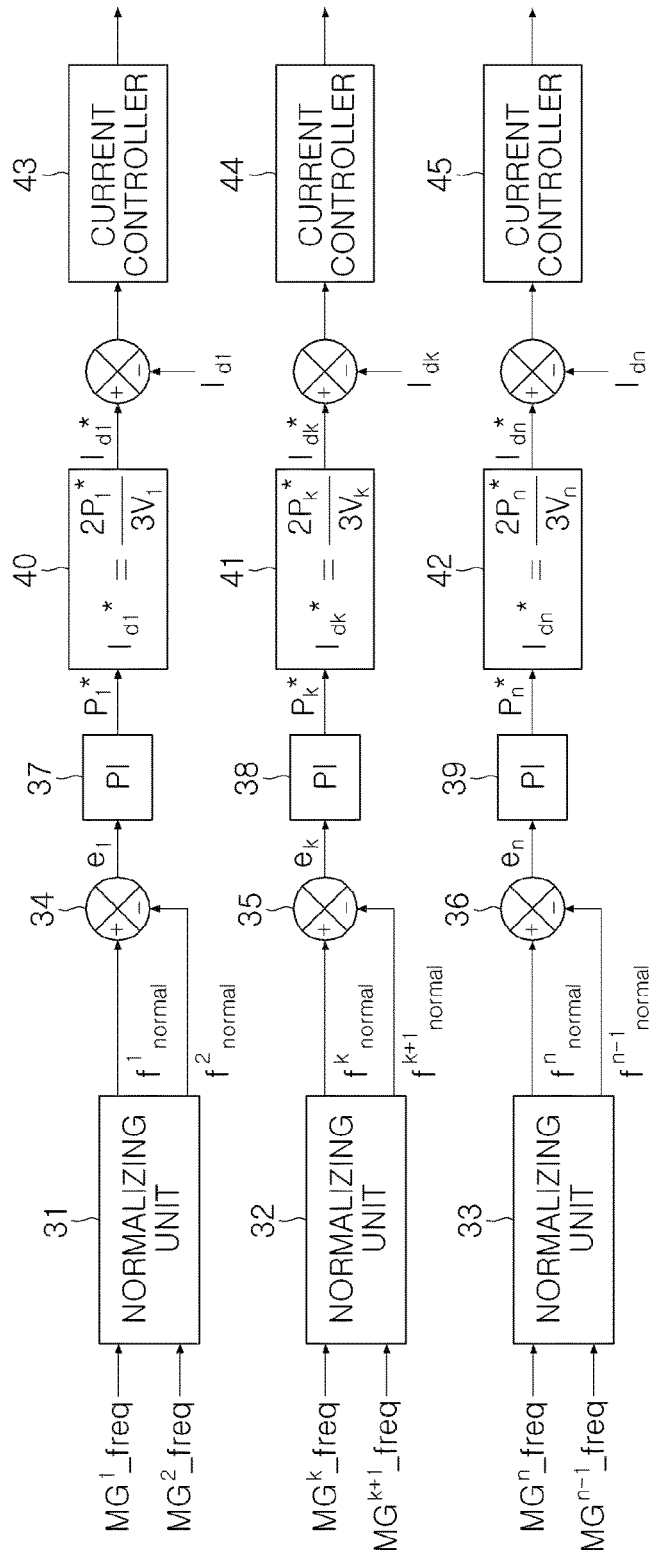 MG^1_freq
MG^2_freq
31
NORMALIZING
UNIT
f^1_normal
f^2_normal
34
+
−
e_1
37
PI
P_1^*
40
I_d1^* = 2P_1^* / 3V_1
I_d1^*
+
−
I_d1
43
CURRENT
CONTROLLER
MG^k_freq
MG^k+1_freq
32
NORMALIZING
UNIT
f^k_normal
f^k+1_normal
35
+
−
e_k
38
PI
P_k^*
41
I_dk^* = 2P_k^* / 3V_k
I_dk^*
+
−
I_dk
44
CURRENT
CONTROLLER
MG^n_freq
MG^n-1_freq
33
NORMALIZING
UNIT
f^n_normal
f^n-1_normal
36
+
−
e_n
39
PI
P_n^*
42
I_dn^* = 2P_n^* / 3V_n
I_dn^*
+
−
I_dn
45
CURRENT
CONTROLLER